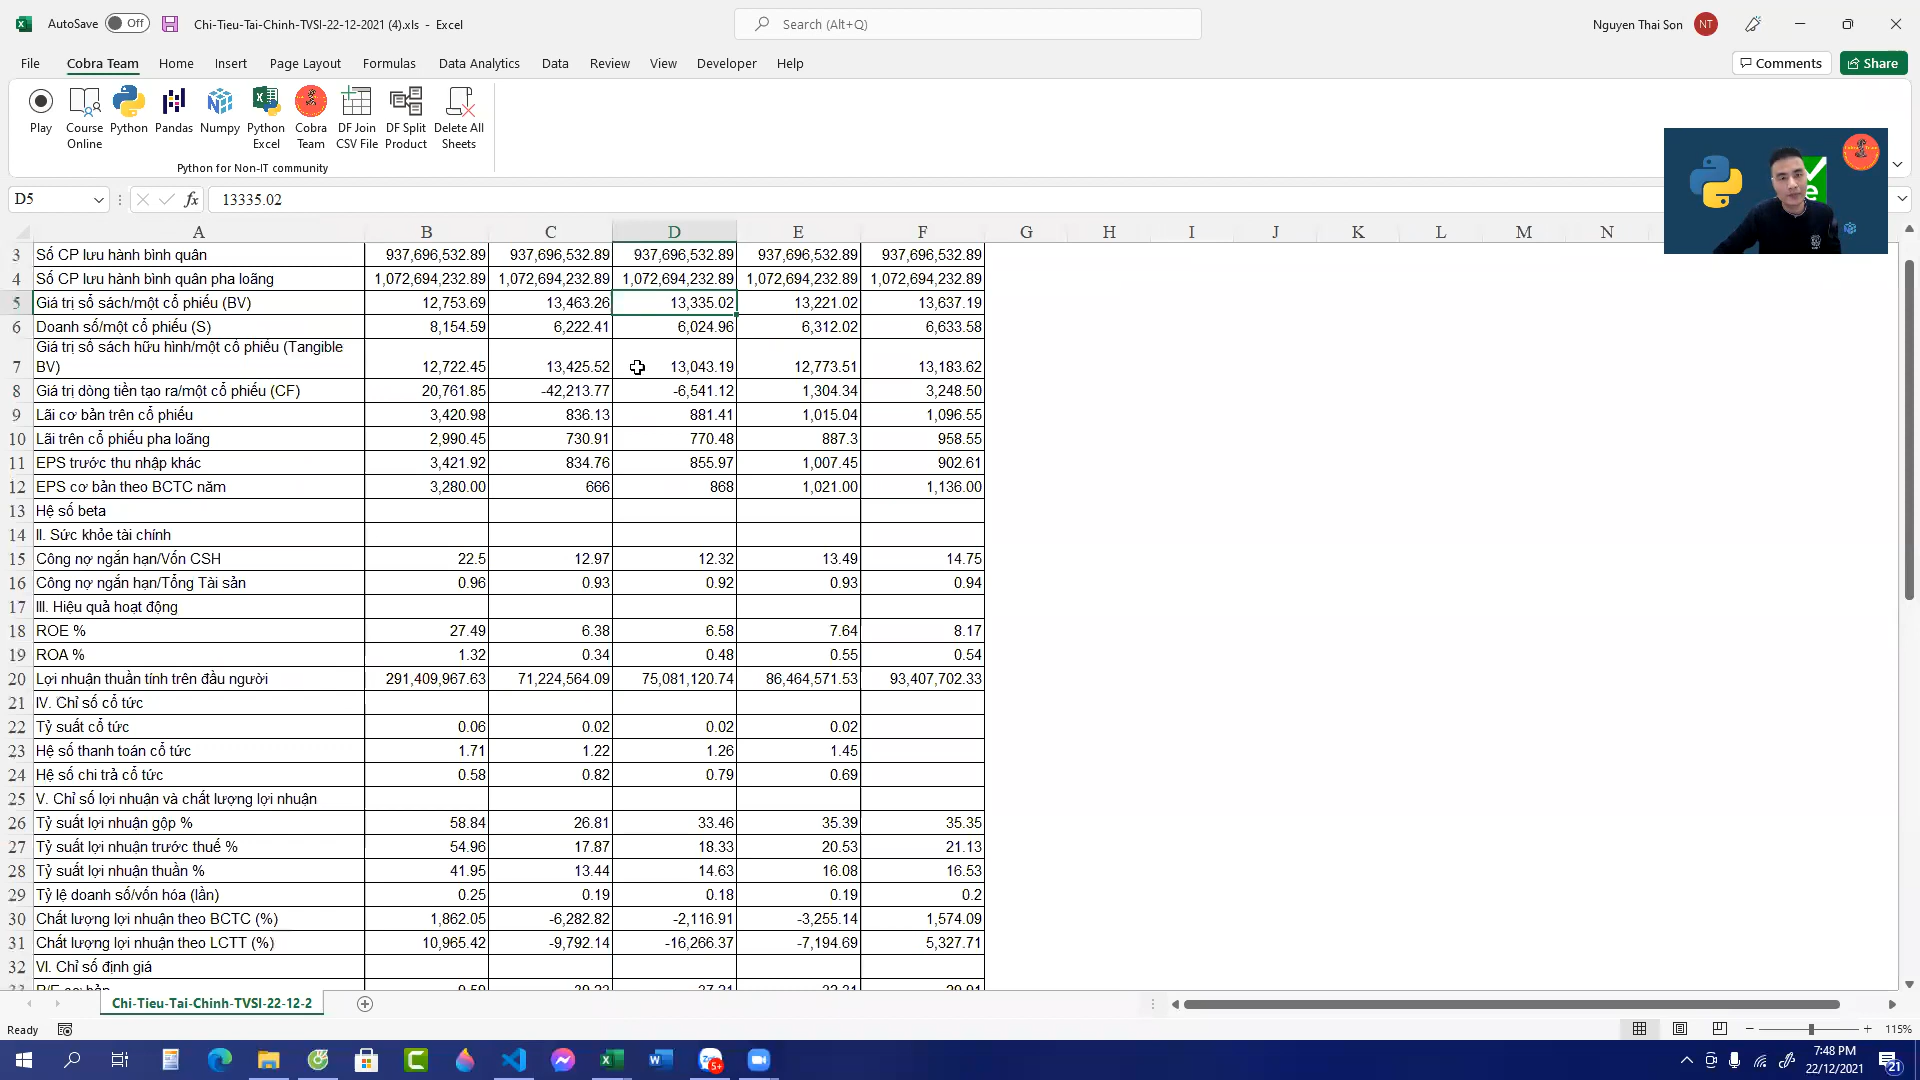 AutoSave Off Chi-Tieu-Tai-Chinh-TVSI-22-12-2021 (4).xls - Excel Search (Alt+Q) Nguyen Thai Son NT
File Cobra Team Home Insert Page Layout Formulas Data Analytics Data Review View Developer Help Comments Share
Play Course Online Python Pandas Numpy Python Excel Cobra Team DF Join CSV File DF Split Product Delete All Sheets
Python for Non-IT community
D5 fx 13335.02
A B C D E F G H I J K L M N
3 Số CP lưu hành bình quân 937,696,532.89 937,696,532.89 937,696,532.89 937,696,532.89 937,696,532.89
4 Số CP lưu hành bình quân pha loãng 1,072,694,232.89 1,072,694,232.89 1,072,694,232.89 1,072,694,232.89 1,072,694,232.89
5 Giá trị sổ sách/một cổ phiếu (BV) 12,753.69 13,463.26 13,335.02 13,221.02 13,637.19
6 Doanh số/một cổ phiếu (S) 8,154.59 6,222.41 6,024.96 6,312.02 6,633.58
Giá trị sổ sách hữu hình/một cổ phiếu (Tangible
7 BV) 12,722.45 13,425.52 13,043.19 12,773.51 13,183.62
8 Giá trị dòng tiền tạo ra/một cổ phiếu (CF) 20,761.85 -42,213.77 -6,541.12 1,304.34 3,248.50
9 Lãi cơ bản trên cổ phiếu 3,420.98 836.13 881.41 1,015.04 1,096.55
10 Lãi trên cổ phiếu pha loãng 2,990.45 730.91 770.48 887.3 958.55
11 EPS trước thu nhập khác 3,421.92 834.76 855.97 1,007.45 902.61
12 EPS cơ bản theo BCTC năm 3,280.00 666 868 1,021.00 1,136.00
13 Hệ số beta
14 II. Sức khỏe tài chính
15 Công nợ ngắn hạn/Vốn CSH 22.5 12.97 12.32 13.49 14.75
16 Công nợ ngắn hạn/Tổng Tài sản 0.96 0.93 0.92 0.93 0.94
17 III. Hiệu quả hoạt động
18 ROE % 27.49 6.38 6.58 7.64 8.17
19 ROA % 1.32 0.34 0.48 0.55 0.54
20 Lợi nhuận thuần tính trên đầu người 291,409,967.63 71,224,564.09 75,081,120.74 86,464,571.53 93,407,702.33
21 IV. Chỉ số cổ tức
22 Tỷ suất cổ tức 0.06 0.02 0.02 0.02
23 Hệ số thanh toán cổ tức 1.71 1.22 1.26 1.45
24 Hệ số chi trả cổ tức 0.58 0.82 0.79 0.69
25 V. Chỉ số lợi nhuận và chất lượng lợi nhuận
26 Tỷ suất lợi nhuận gộp % 58.84 26.81 33.46 35.39 35.35
27 Tỷ suất lợi nhuận trước thuế % 54.96 17.87 18.33 20.53 21.13
28 Tỷ suất lợi nhuận thuần % 41.95 13.44 14.63 16.08 16.53
29 Tỷ lệ doanh số/vốn hóa (lần) 0.25 0.19 0.18 0.19 0.2
30 Chất lượng lợi nhuận theo BCTC (%) 1,862.05 -6,282.82 -2,116.91 -3,255.14 1,574.09
31 Chất lượng lợi nhuận theo LCTT (%) 10,965.42 -9,792.14 -16,266.37 -7,194.69 5,327.71
32 VI. Chỉ số định giá
Chi-Tieu-Tai-Chinh-TVSI-22-12-2
Ready 115%
7:48 PM
22/12/2021
21